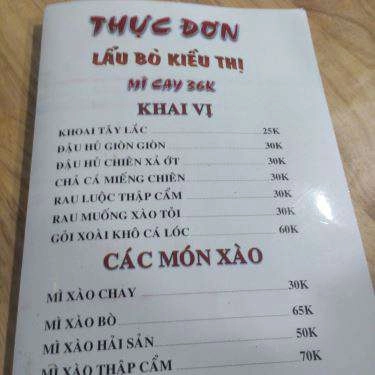 THỰC ĐƠN
LẨU BÒ KIỀU THỊ
MÌ CAY 36K
KHAI VỊ
KHOAI TÂY LẮC 25K
ĐẬU HỦ GIÒN GIÒN 30K
ĐẬU HỦ CHIÊN XẢ ỚT 30K
CHẢ CÁ MIẾNG CHIÊN 30K
RAU LUỘC THẬP CẨM 30K
RAU MUỐNG XÀO TỎI 30K
GỎI XOÀI KHÔ CÁ LÓC 60K
CÁC MÓN XÀO
MÌ XÀO CHAY 30K
MÌ XÀO BÒ 65K
MÌ XÀO HẢI SẢN 50K
MÌ XÀO THẬP CẨM 70K